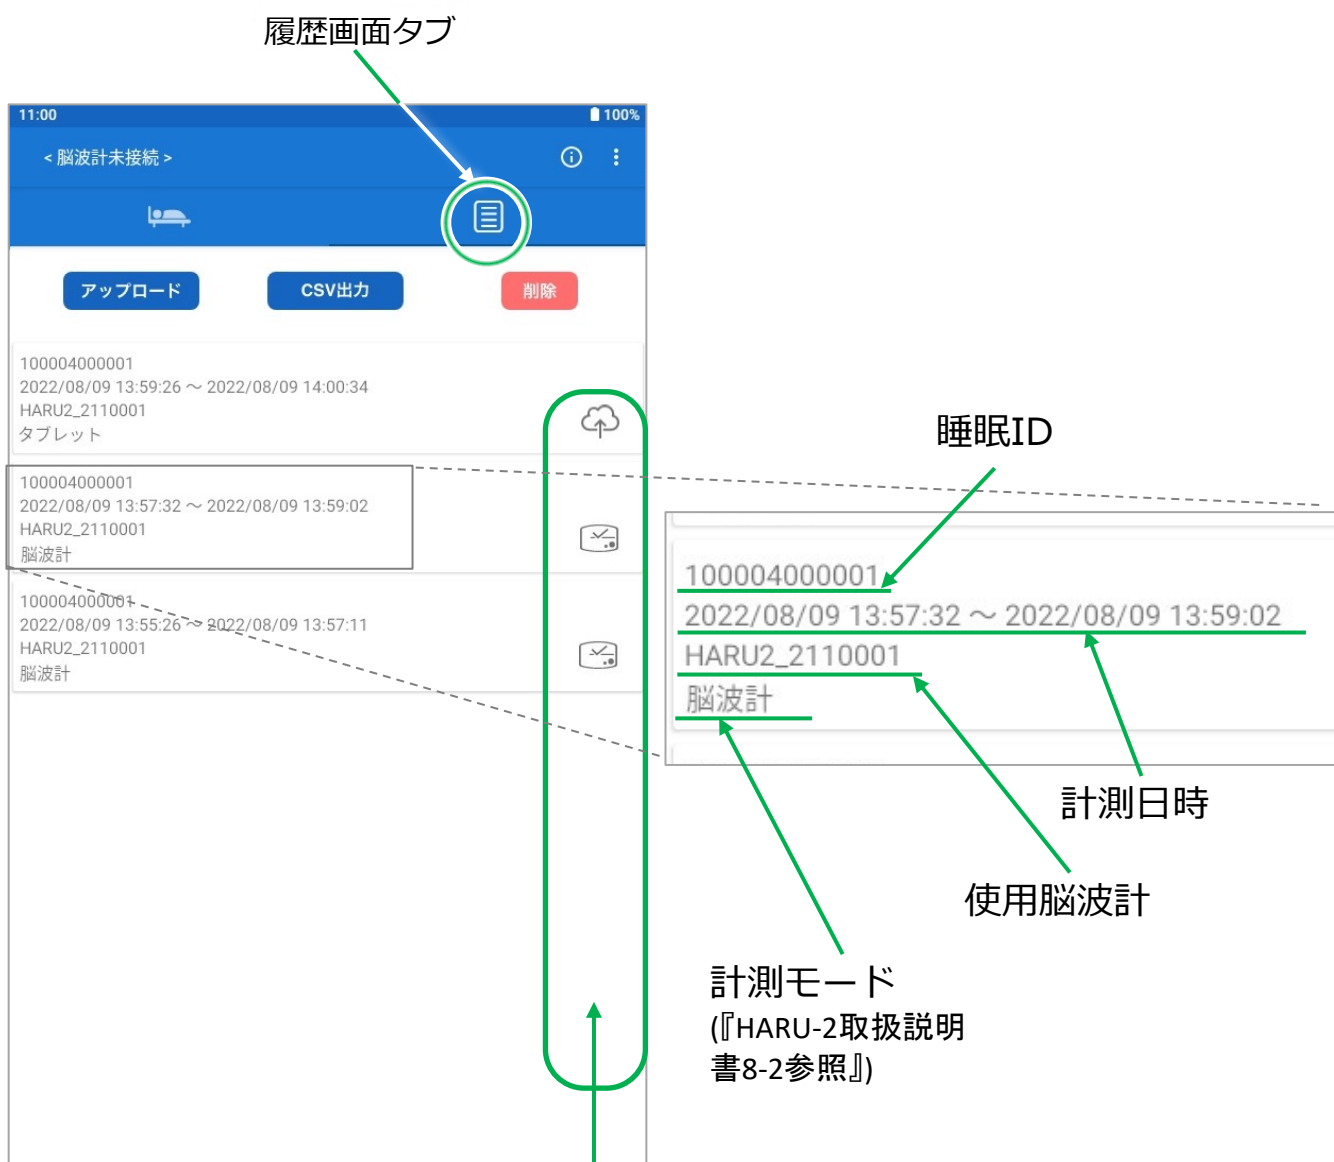 履歴画面タブ
11:00 100%
< 脳波計未接続 >
アップロード CSV出力 削除
100004000001
2022/08/09 13:59:26 ～ 2022/08/09 14:00:34
HARU2_2110001
タブレット
100004000001
2022/08/09 13:57:32 ～ 2022/08/09 13:59:02
HARU2_2110001
脳波計
100004000001
2022/08/09 13:55:26 ～ 2022/08/09 13:57:11
HARU2_2110001
脳波計
睡眠ID
100004000001
2022/08/09 13:57:32 ～ 2022/08/09 13:59:02
HARU2_2110001
脳波計
計測日時
使用脳波計
計測モード
(『HARU-2取扱説明
書8-2参照』)